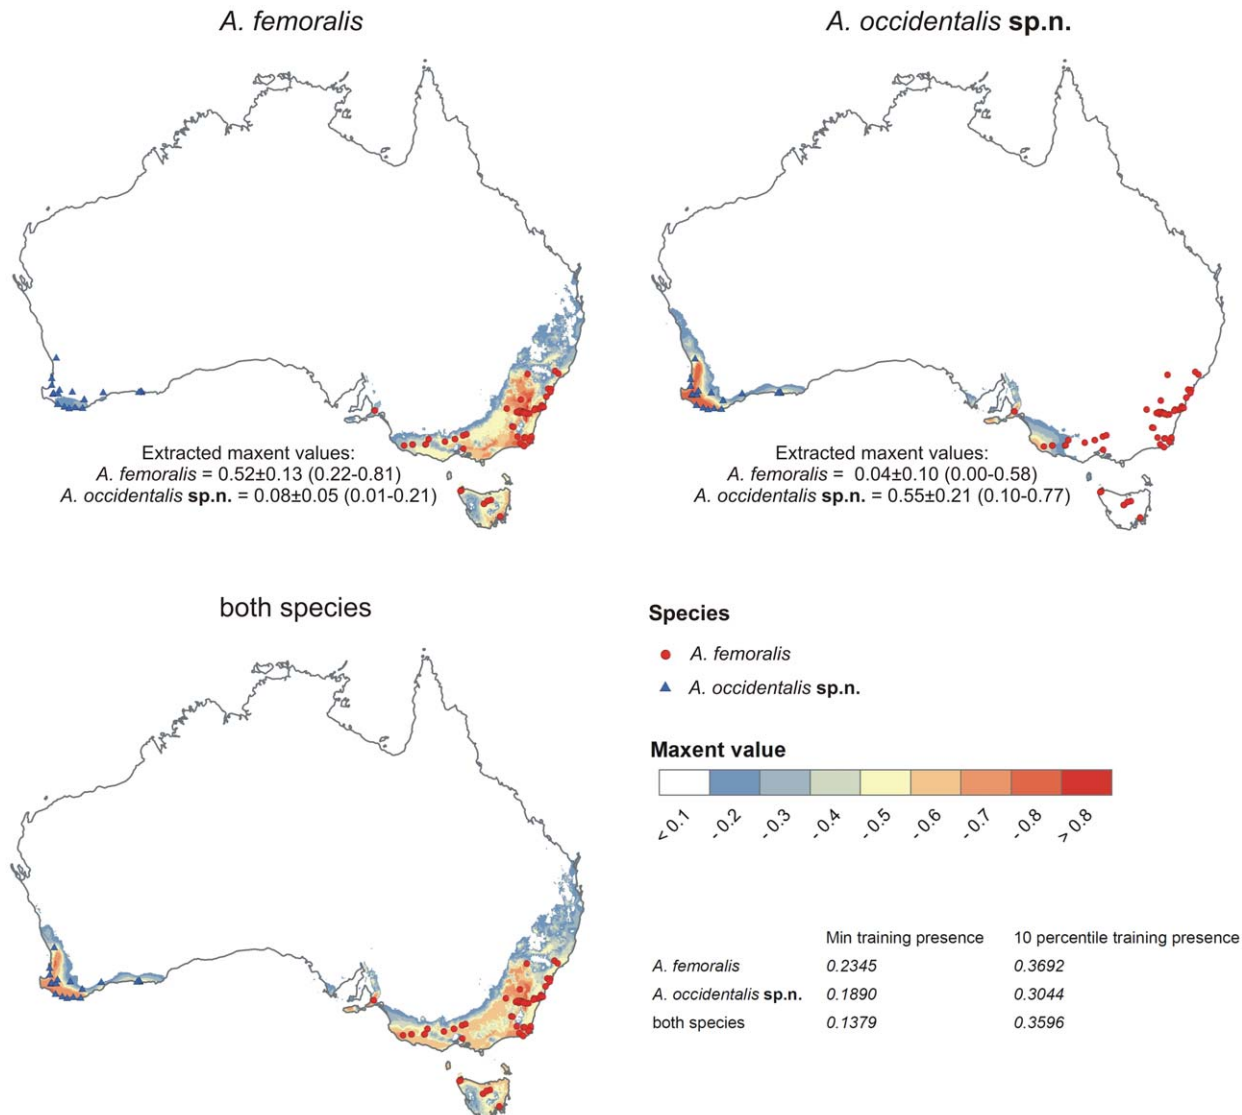 A. femoralis
A. occidentalis sp.n.
Extracted maxent values:
A. femoralis = 0.52±0.13 (0.22-0.81)
A. occidentalis sp.n. = 0.08±0.05 (0.01-0.21)
Extracted maxent values:
A. femoralis = 0.04±0.10 (0.00-0.58)
A. occidentalis sp.n. = 0.55±0.21 (0.10-0.77)
both species
Species
A. femoralis
A. occidentalis sp.n.
Maxent value
< 0.1 - 0.2 - 0.3 - 0.4 - 0.5 - 0.6 - 0.7 - 0.8 > 0.8
Min training presence 10 percentile training presence
A. femoralis 0.2345 0.3692
A. occidentalis sp.n. 0.1890 0.3044
both species 0.1379 0.3596